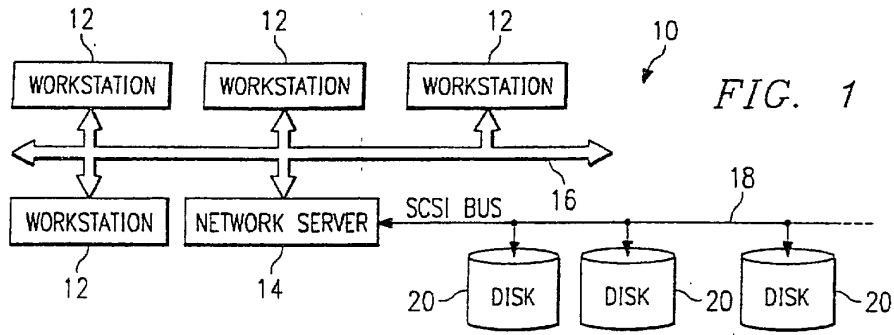 12 12 12 10
WORKSTATION WORKSTATION WORKSTATION
FIG. 1
16 18
SCSI BUS
WORKSTATION NETWORK SERVER
12 14
20 DISK DISK 20 DISK 20